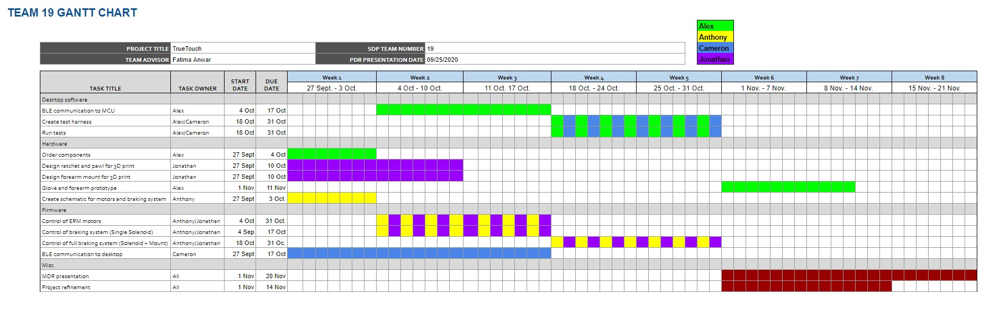 TEAM 19 GANTT CHART
Alex
Anthony
Cameron
Jonathan
PROJECT TITLE TrueTouch SDP TEAM NUMBER 19
TEAM ADVISOR Fatima Anwar PDR PRESENTATION DATE 09/25/2020
TASK TITLE TASK OWNER START DATE DUE DATE Week 1 Week 2 Week 3 Week 4 Week 5 Week 6 Week 7 Week 8
27 Sept. - 3 Oct. 4 Oct - 10 Oct. 11 Oct. 17 Oct. 18 Oct. - 24 Oct. 25 Oct. - 31 Oct. 1 Nov. - 7 Nov. 8 Nov. - 14 Nov. 15 Nov. - 21 Nov.
Desktop software
BLE communication to MCU Alex 4 Oct 17 Oct
Create test harness Alex/Cameron 18 Oct 31 Oct
Run tests Alex/Cameron 18 Oct 31 Oct
Hardware
Order components Alex 27 Sept 4 Oct
Design ratchet and pawl for 3D print Jonathan 27 Sept 10 Oct
Design forearm mount for 3D print Jonathan 27 Sept 10 Oct
Glove and forearm prototype Alex 1 Nov 11 Nov
Create schematic for motors and braking system Anthony 27 Sept 3 Oct.
Firmware
Control of ERM motors Anthony/Jonathan 4 Oct 31 Oct.
Control of braking system (Single Solenoid) Anthony/Jonathan 4 Sep 17 Oct
Control of full braking system (Solenoid + Mount) Anthony/Jonathan 18 Oct 31 Oc.
BLE communication to desktop Cameron 27 Sept 17 Oct
Misc.
MDR presentation All 1 Nov 20 Nov
Project refinement All 1 Nov 14 Nov